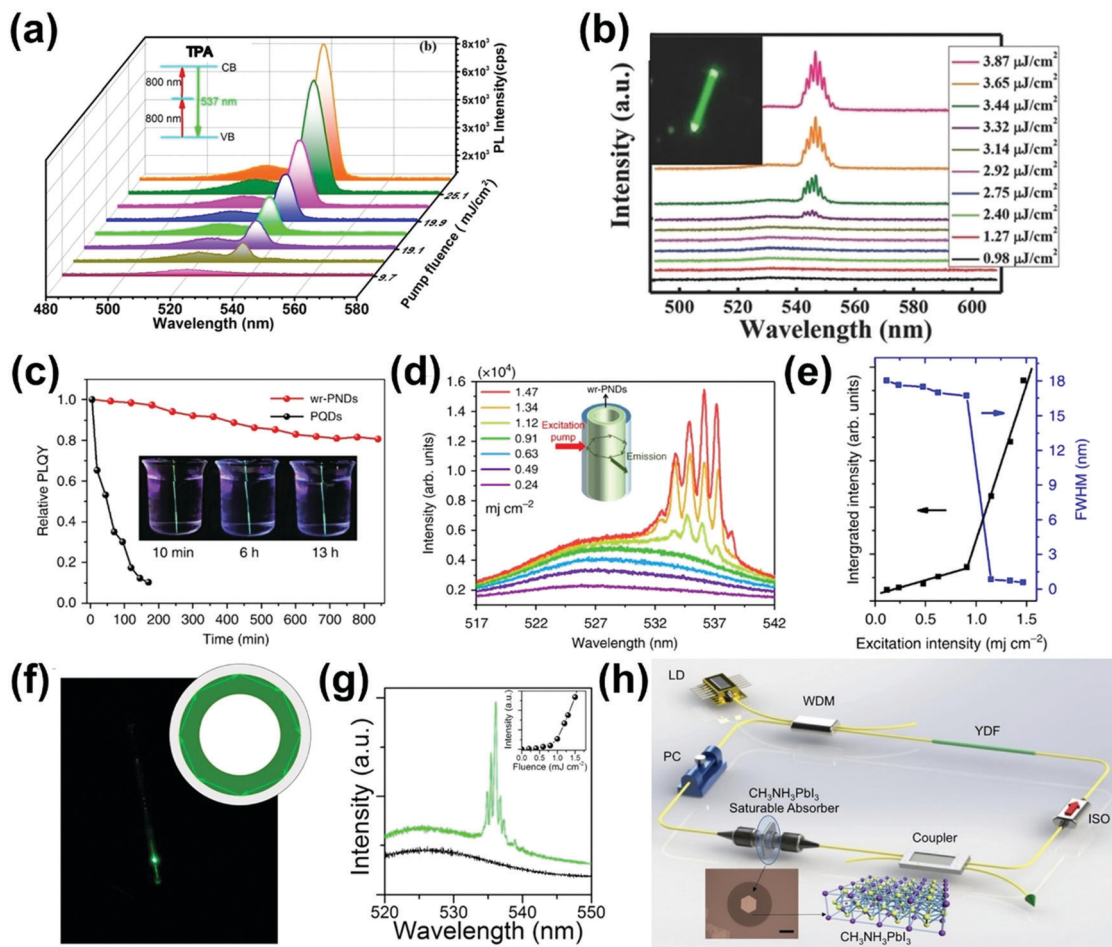 (a)
(b)
TPA
CB
800 nm
537 nm
800 nm
VB
8x10³
6x10³
5x10³
3x10³
2x10³
PL Intensity(cps)
25.1
19.9
19.1
9.7
Pump fluence ( mJ/cm²)
480 500 520 540 560 580
Wavelength (nm)
(b)
Intensity (a.u.)
3.87 μJ/cm²
3.65 μJ/cm²
3.44 μJ/cm²
3.32 μJ/cm²
3.14 μJ/cm²
2.92 μJ/cm²
2.75 μJ/cm²
2.40 μJ/cm²
1.27 μJ/cm²
0.98 μJ/cm²
500 520 540 560 580 600
Wavelength (nm)
(c)
Relative PLQY
1.0
0.8
0.6
0.4
0.2
0.0
wr-PNDs
PQDs
10 min 6 h 13 h
0 100 200 300 400 500 600 700 800
Time (min)
(d)
(×10⁴)
Intensity (arb. units)
1.6
1.4
1.2
1.0
0.8
0.6
0.4
0.2
1.47
1.34
1.12
0.91
0.63
0.49
0.24
mj cm⁻²
wr-PNDs
Excitation
pump
Emission
517 522 527 532 537 542
Wavelength (nm)
(e)
Intergrated intensity (arb. units)
18
15
12
9
6
3
0
FWHM (nm)
0.0 0.5 1.0 1.5
Excitation intensity (mj cm⁻²)
(f)
(g)
Intensity (a.u.)
Intensity (a.u.)
0.0 0.5 1.0 1.5
Fluence (mJ cm⁻²)
520 530 540 550
Wavelength (nm)
(h)
LD
WDM
YDF
PC
CH₃NH₃PbI₃
Saturable Absorber
Coupler
ISO
CH₃NH₃PbI₃